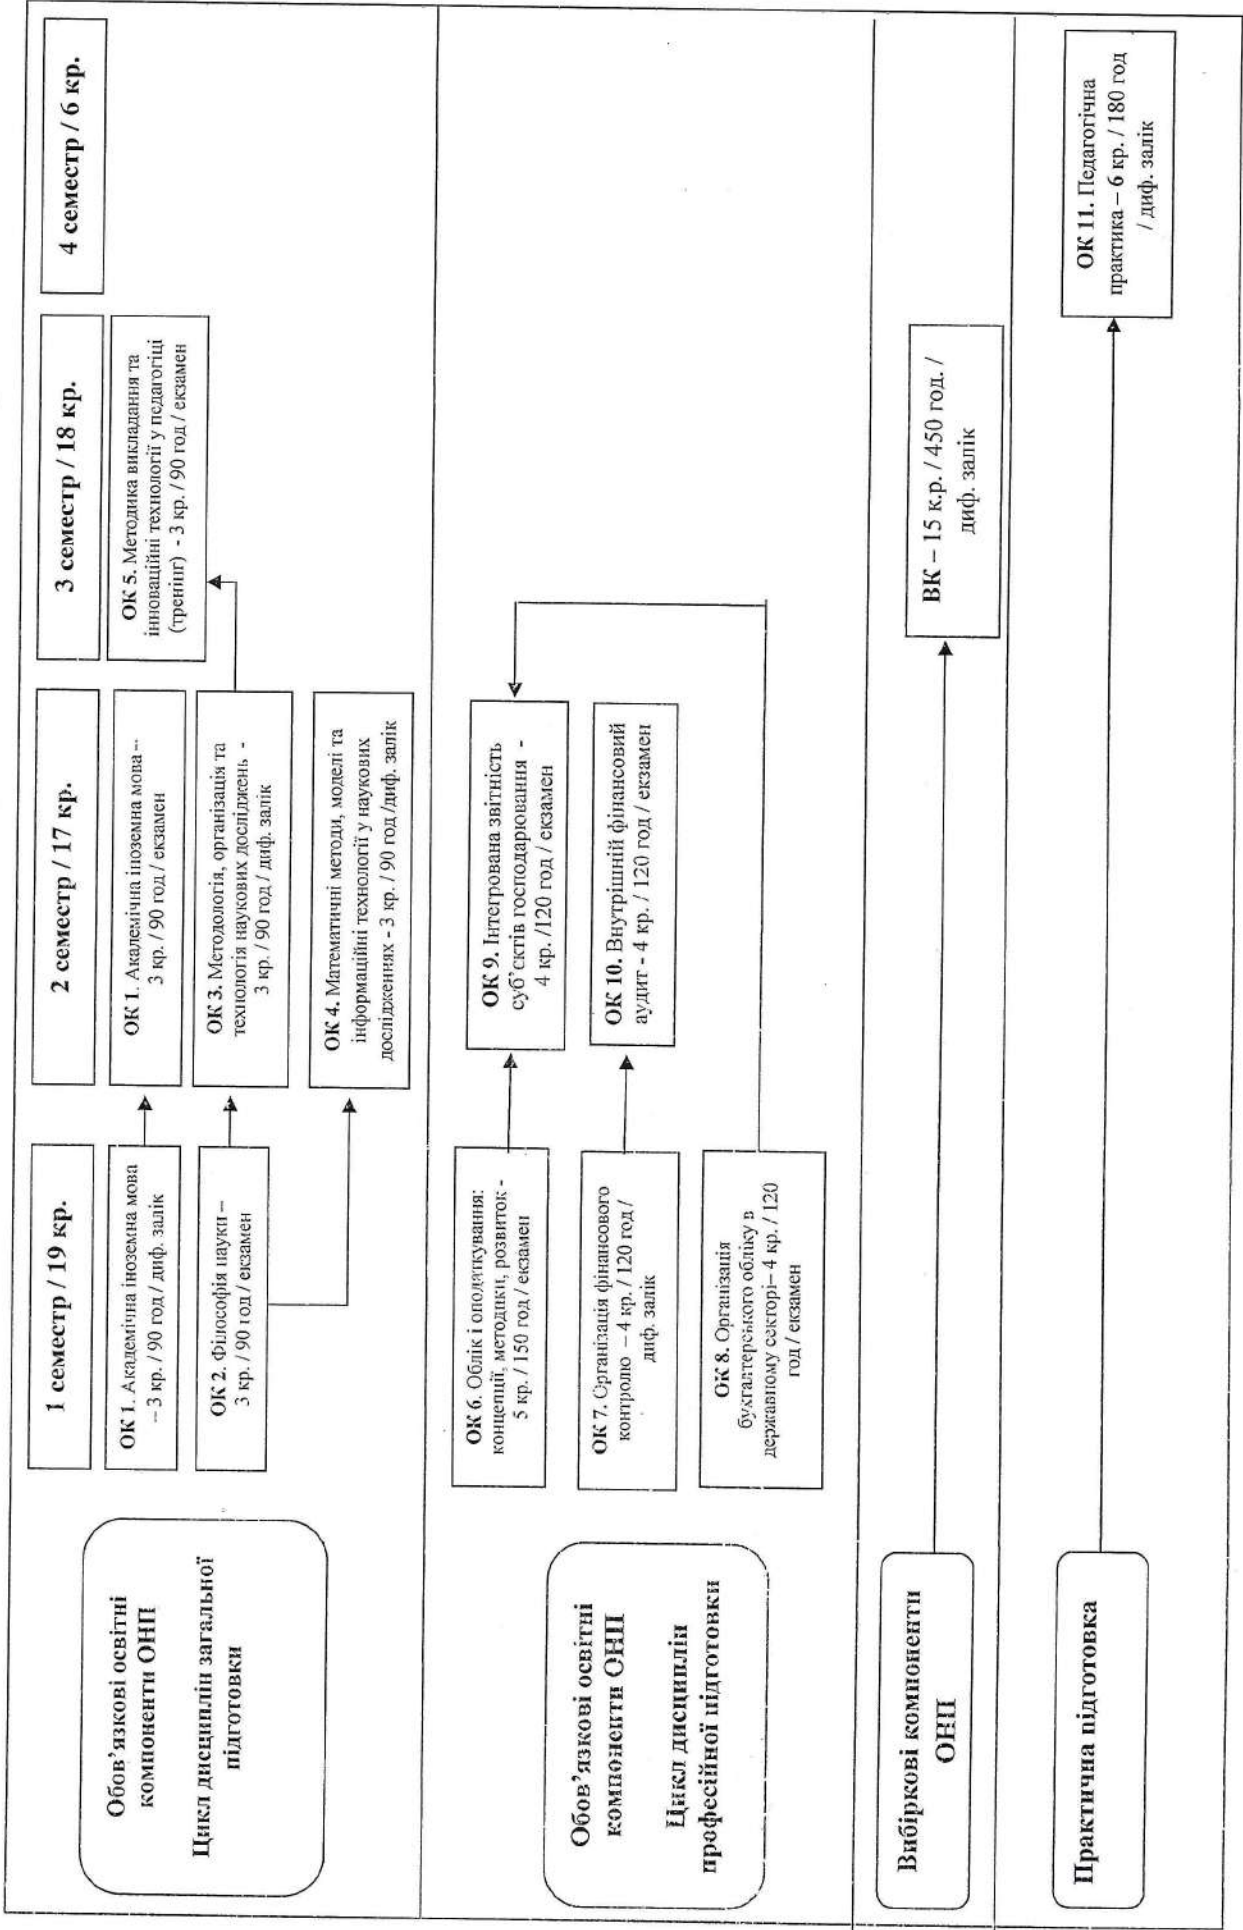 1 семестр / 19 кр.
2 семестр / 17 кр.
3 семестр / 18 кр.
4 семестр / 6 кр.
Обов’язкові освітні
компоненти ОНП
Цикл дисциплін загальної
підготовки
ОК 1. Академічна іноземна мова
– 3 кр. / 90 год / диф. залік
ОК 2. Філософія науки –
3 кр. / 90 год / екзамен
ОК 1. Академічна іноземна мова –
3 кр. / 90 год / екзамен
ОК 3. Методологія, організація та
технологія наукових досліджень -
3 кр. / 90 год / диф. залік
ОК 4. Математичні методи, моделі та
інформаційні технології у наукових
дослідженнях - 3 кр. / 90 год /диф. залік
ОК 5. Методика викладання та
інноваційні технології у педагогіці
(тренінг) - 3 кр. / 90 год / екзамен
Обов’язкові освітні
компоненти ОНП
Цикл дисциплін
професійної підготовки
ОК 6. Облік і оподаткування:
концепції, методики, розвиток -
5 кр. / 150 год / екзамен
ОК 7. Організація фінансового
контролю – 4 кр. / 120 год /
диф. залік
ОК 8. Організація
бухгалтерського обліку в
державному секторі– 4 кр. / 120
год / екзамен
ОК 9. Інтегрована звітність
суб’єктів господарювання -
4 кр. /120 год / екзамен
ОК 10. Внутрішній фінансовий
аудит - 4 кр. / 120 год / екзамен
Вибіркові компоненти
ОНП
ВК – 15 к.р. / 450 год. /
диф. залік
Практична підготовка
ОК 11. Педагогічна
практика – 6 кр. / 180 год
/ диф. залік